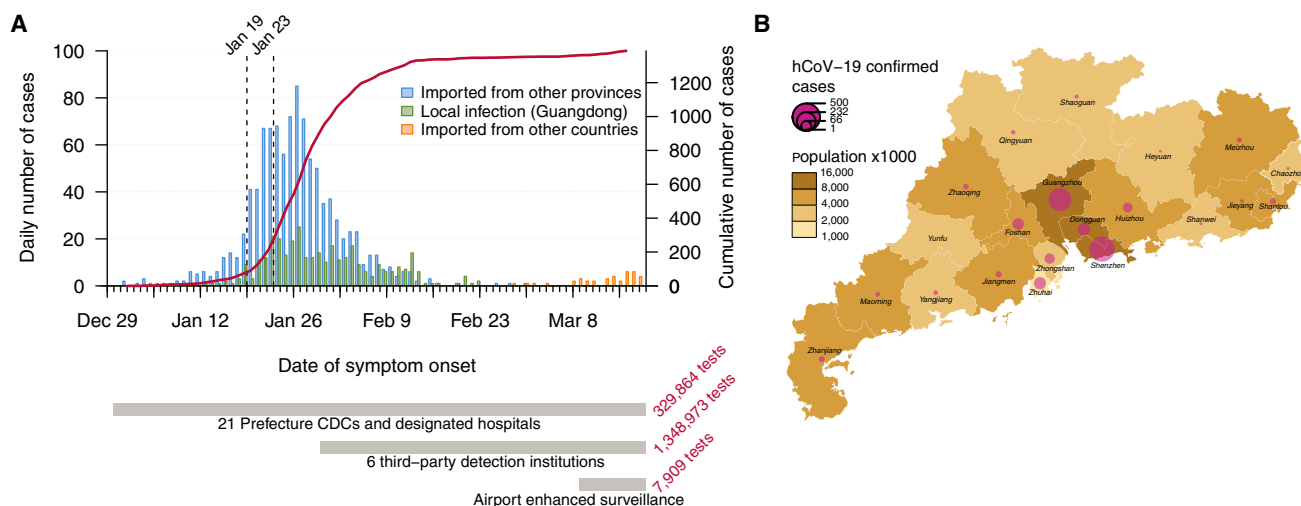 A
Jan 19
Jan 23
Daily number of cases
100
80
60
40
20
0
Imported from other provinces
Local infection (Guangdong)
Imported from other countries
Cumulative number of cases
1200
1000
800
600
400
200
0
Dec 29
Jan 12
Jan 26
Feb 9
Feb 23
Mar 8
Date of symptom onset
329,864 tests
21 Prefecture CDCs and designated hospitals
1,348,973 tests
6 third−party detection institutions
7,909 tests
Airport enhanced surveillance
B
hCoV−19 confirmed
cases
500
232
66
1
Population x1000
16,000
8,000
4,000
2,000
1,000
Shaoguan
Qingyuan
Heyuan
Meizhou
Chaozhou
Zhaoqing
Guangzhou
Huizhou
Jieyang
Shantou
Shanwei
Dongguan
Foshan
Yunfu
Shenzhen
Zhongshan
Jiangmen
Zhuhai
Yangjiang
Maoming
Zhanjiang